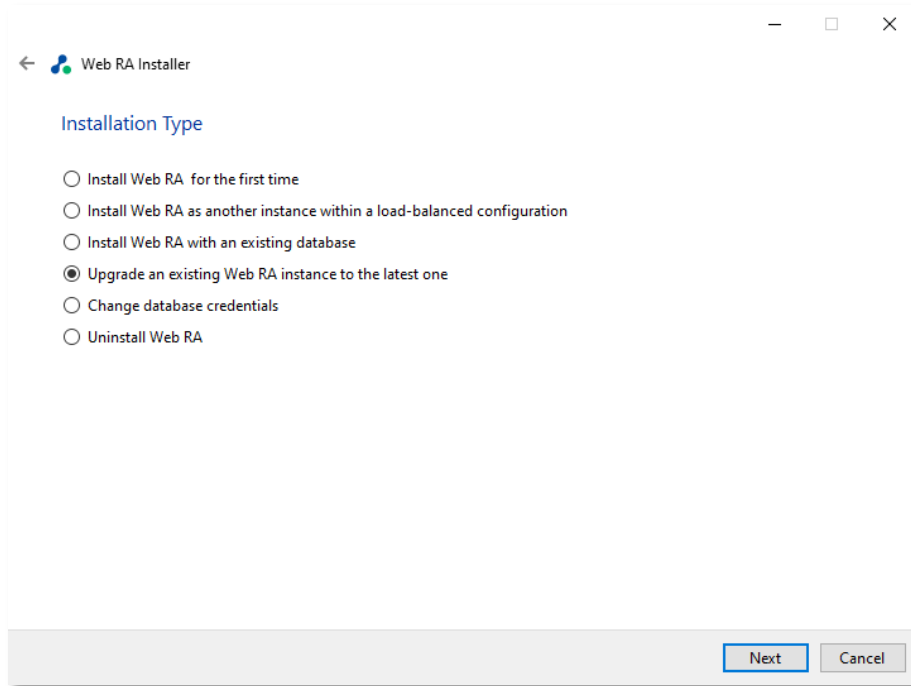 Web RA Installer
Installation Type
Install Web RA for the first time
Install Web RA as another instance within a load-balanced configuration
Install Web RA with an existing database
Upgrade an existing Web RA instance to the latest one
Change database credentials
Uninstall Web RA
Next Cancel